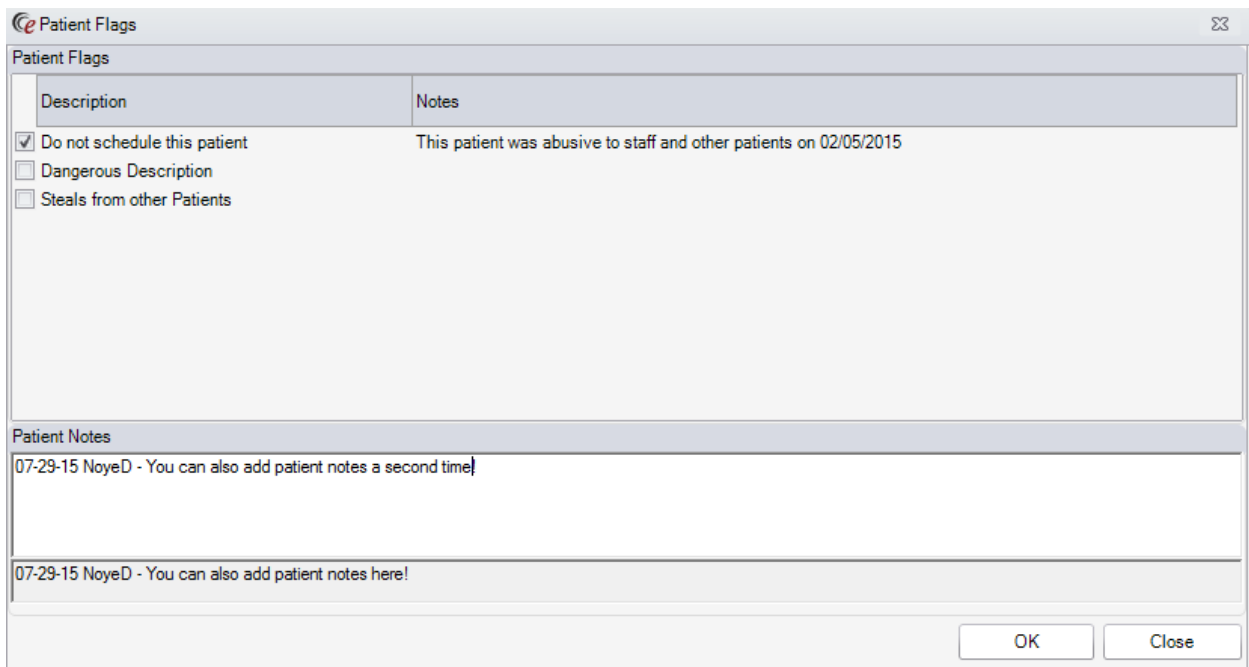 Patient Flags
Patient Flags
Description Notes
Do not schedule this patient This patient was abusive to staff and other patients on 02/05/2015
Dangerous Description
Steals from other Patients
Patient Notes
07-29-15 NoyeD - You can also add patient notes a second time!
07-29-15 NoyeD - You can also add patient notes here!
OK Close